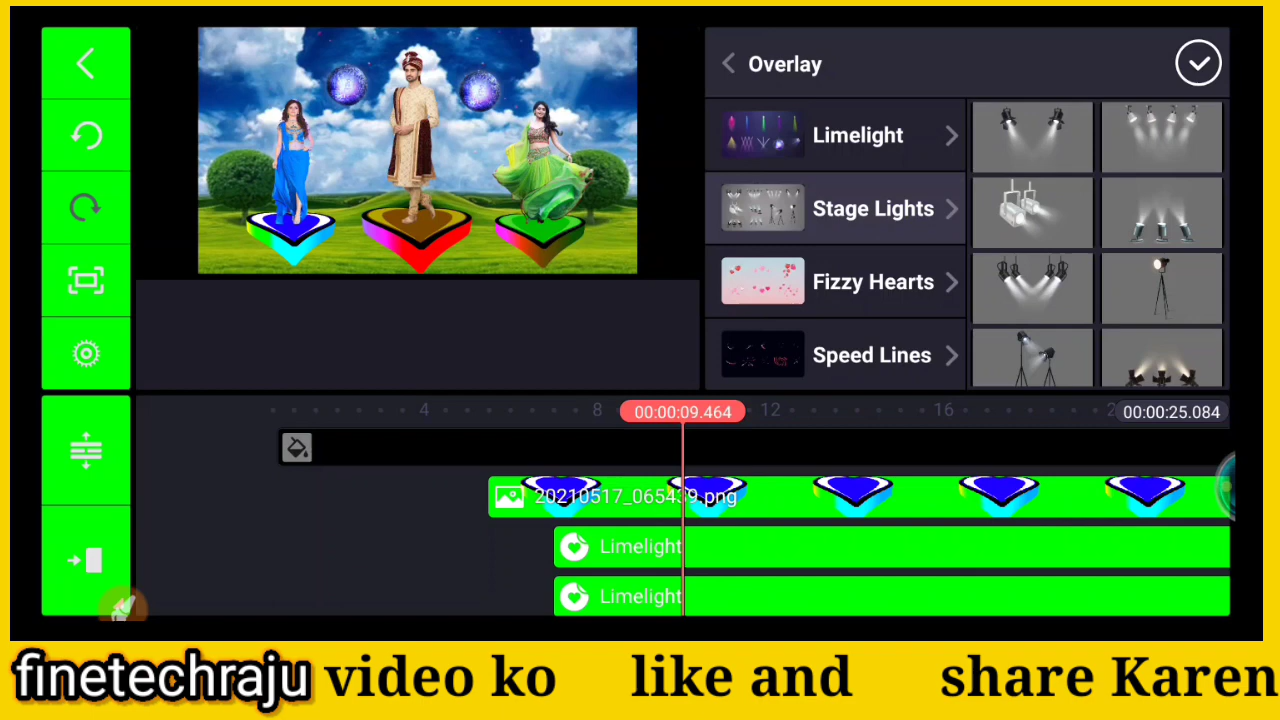 Overlay
Limelight
Stage Lights
Fizzy Hearts
Speed Lines
4 8 00:00:09.464 12 16 2 00:00:25.084
20210517_065439.png
Limelight
Limelight
finetechraju video ko like and share Karen